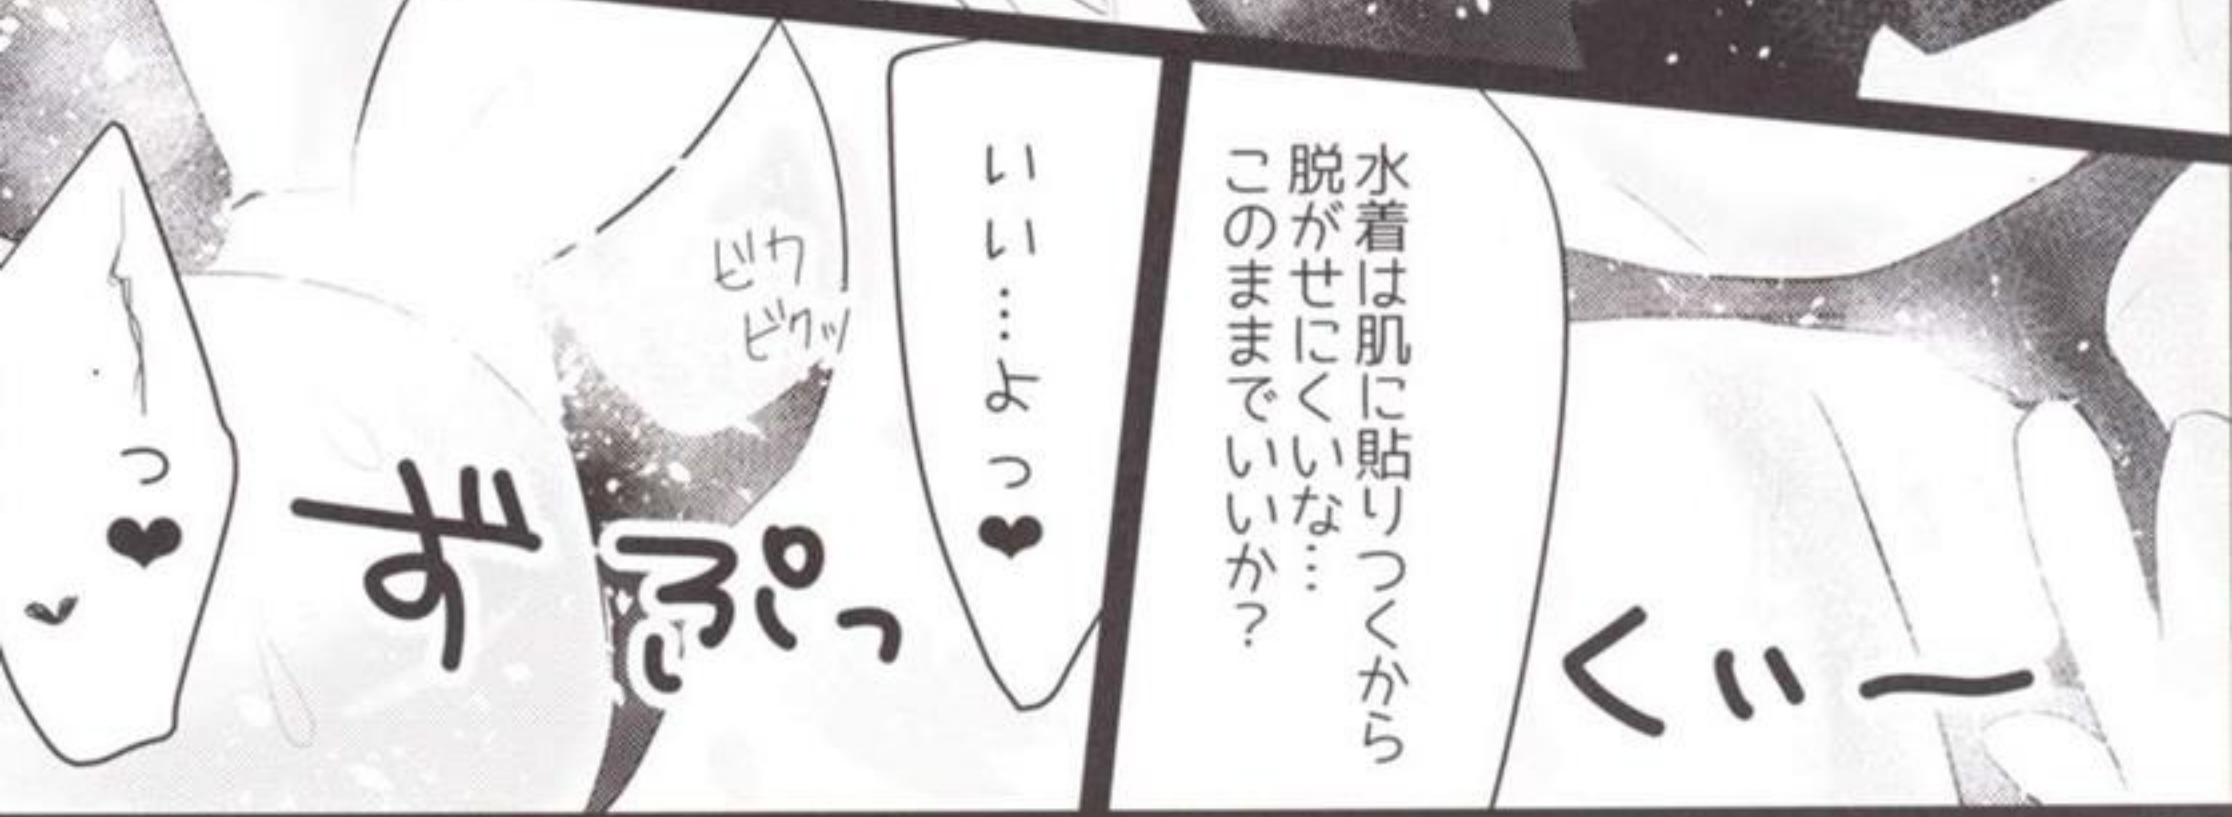 水着は肌に貼りつくから
脱がせにくいな…
このままでいいか?
くぃー
いい…よっ♥
ビクビクッ
ずぷっ
っ♥